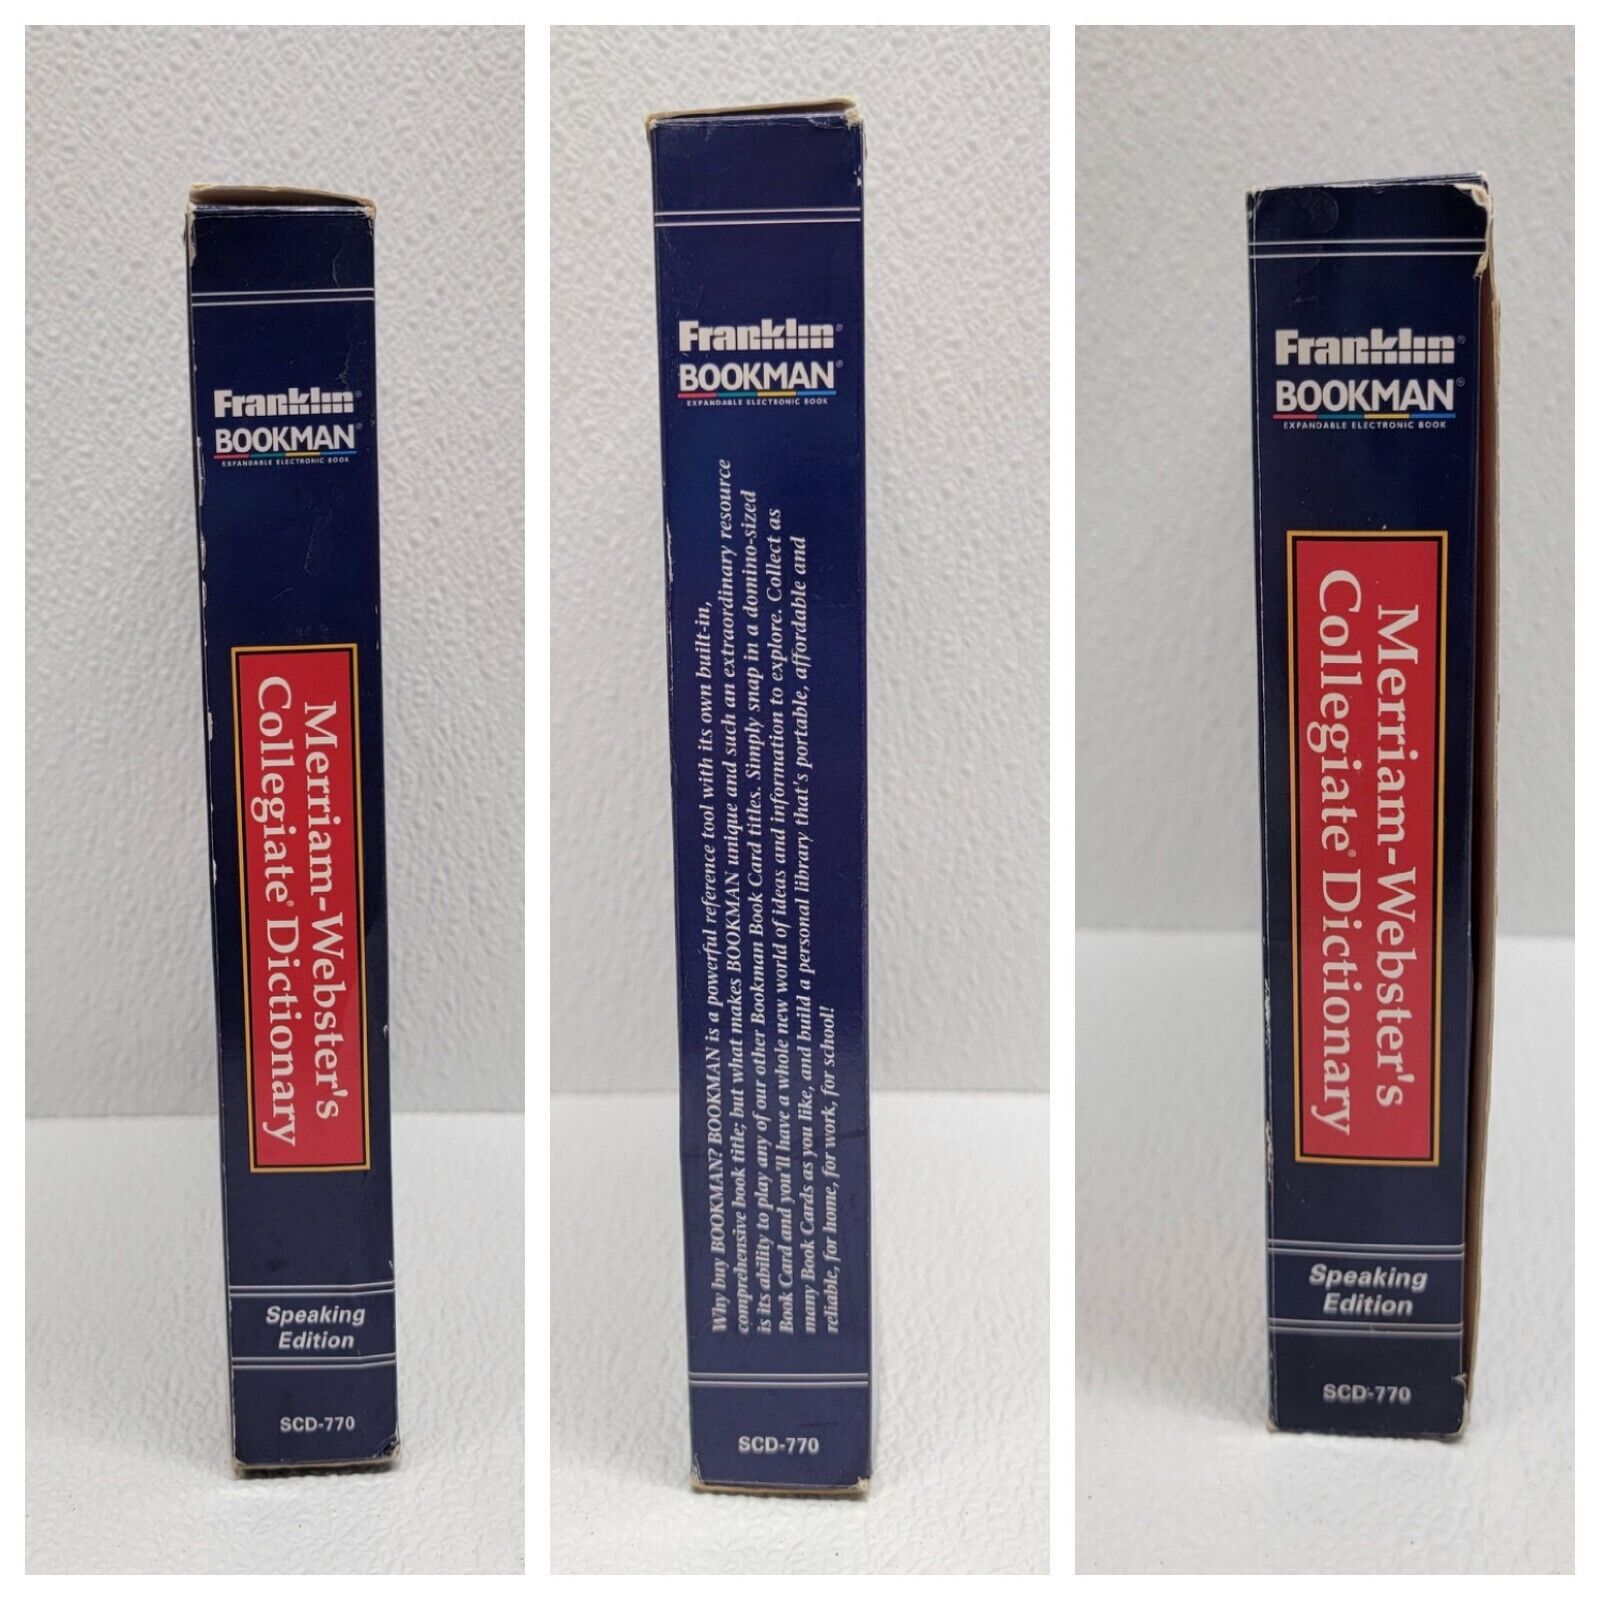 Franklin®
BOOKMAN®
EXPANDABLE ELECTRONIC BOOK
Merriam-Webster's
Collegiate® Dictionary
Speaking
Edition
SCD-770
Franklin®
BOOKMAN®
EXPANDABLE ELECTRONIC BOOK
Why buy BOOKMAN? BOOKMAN is a powerful reference tool with its own built-in,
comprehensive book title; but what makes BOOKMAN unique and such an extraordinary resource
is its ability to play any of our other Bookman Book Card titles. Simply snap in a domino-sized
Book Card and you'll have a whole new world of ideas and information to explore. Collect as
many Book Cards as you like, and build a personal library that's portable, affordable and
reliable, for home, for work, for school!
SCD-770
Franklin®
BOOKMAN®
EXPANDABLE ELECTRONIC BOOK
Merriam-Webster's
Collegiate® Dictionary
Speaking
Edition
SCD-770